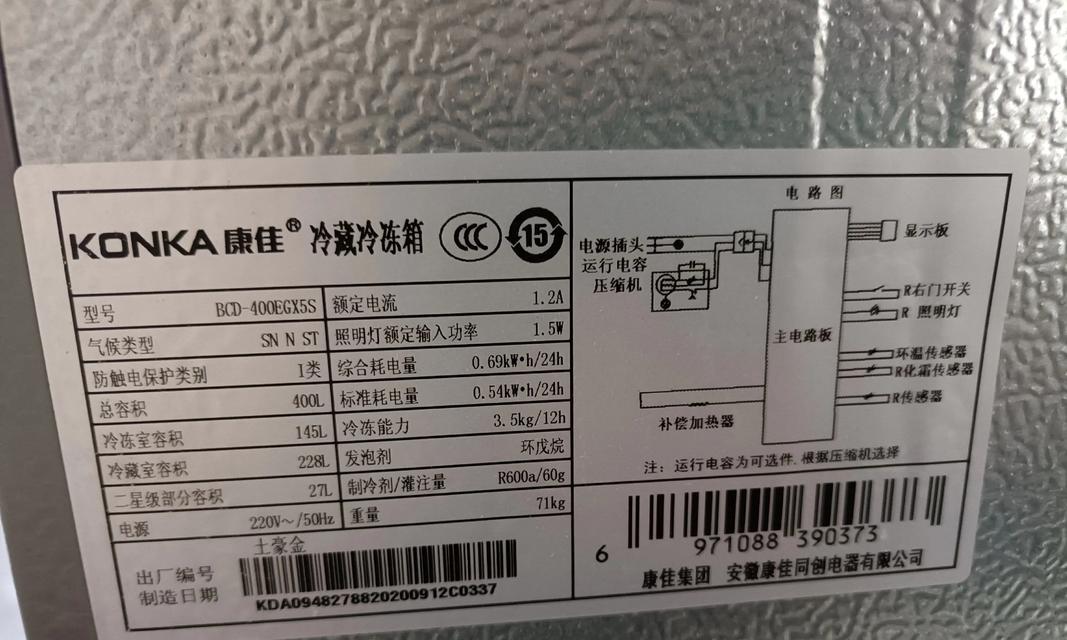 KONKA 康佳® 冷藏冷冻箱 CCC 15
型号 BCD-400EGX5S
气候类型 SN N ST
防触电保护类别 I类
总容积 400L
冷冻室容积 145L
冷藏室容积 228L
二星级部分容积 27L
电源 220V～/50Hz
额定电流 1.2A
照明灯额定输入功率 1.5W
综合耗电量 0.69kW•h/24h
标准耗电量 0.54kW•h/24h
冷冻能力 3.5kg/12h
发泡剂 环戊烷
制冷剂/灌注量 R600a/60g
重量 71kg
土豪金
出厂编号
制造日期
KDA0948278820200912C0337
电路图
电源插头
运行电容
压缩机
主电路板
显示板
R右门开关
R 照明灯
环温传感器
R化霜传感器
R传感器
补偿加热器
注：运行电容为可选件.根据压缩机选择
6 971088 390373
康佳集团 安徽康佳同创电器有限公司